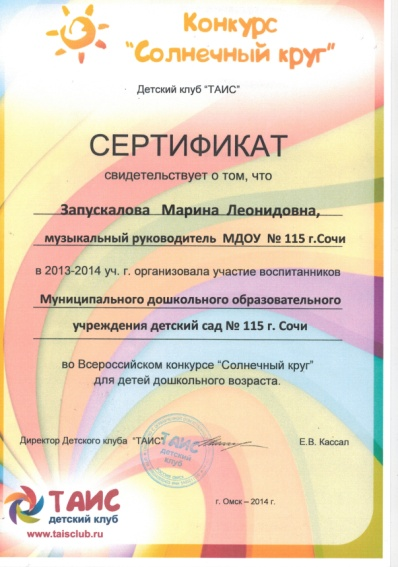 Конкурс
"Солнечный круг"
Детский клуб "ТАИС"
СЕРТИФИКАТ
свидетельствует о том, что
Запускалова Марина Леонидовна,
музыкальный руководитель МДОУ № 115 г.Сочи
в 2013-2014 уч. г. организовала участие воспитанников
Муниципального дошкольного образовательного
учреждения детский сад № 115 г. Сочи
во Всероссийском конкурсе "Солнечный круг"
для детей дошкольного возраста.
Директор Детского клуба "ТАИС"
Е.В. Кассал
ТАИС
детский
клуб
г. Омск – 2014 г.
ТАИС
детский клуб
www.taisclub.ru